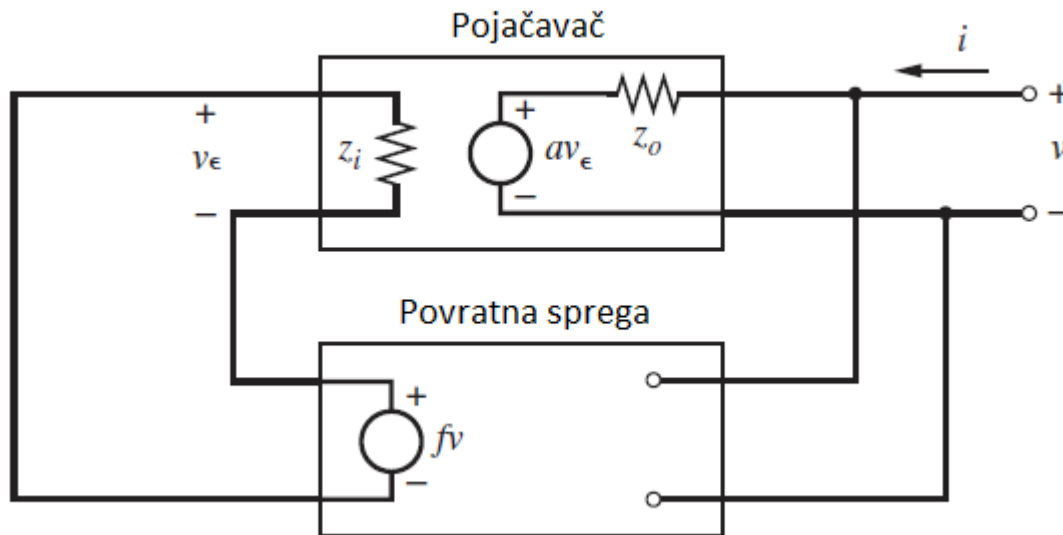 Pojačavač
i
+
vϵ
−
zi
+
avϵ
−
zo
+
v
−
Povratna sprega
+
fv
−